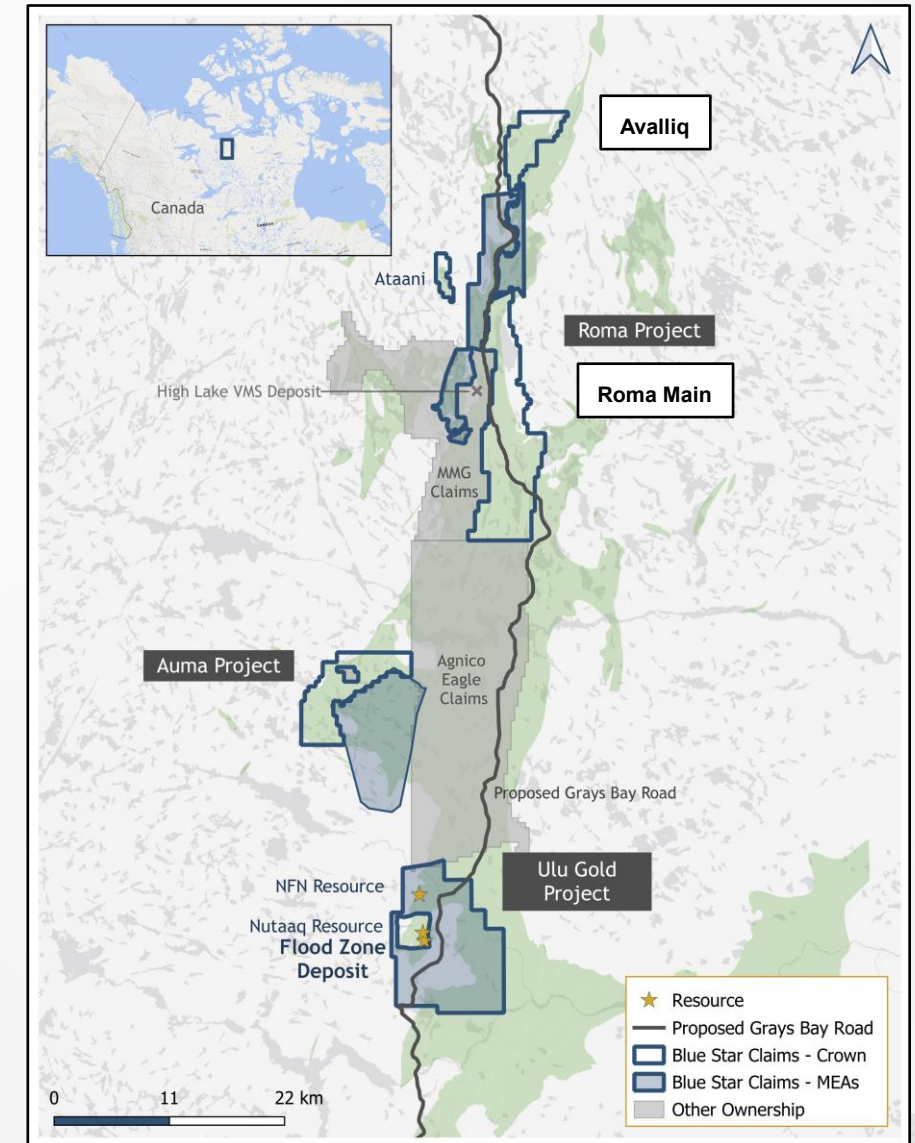 Canada
CANADA
Avalliq
Ataani
Roma Project
High Lake VMS Deposit
Roma Main
MMG
Claims
Auma Project
Agnico
Eagle
Claims
Proposed Grays Bay Road
Ulu Gold
Project
NFN Resource
Nutaaq Resource
Flood Zone
Deposit
Resource
Proposed Grays Bay Road
Blue Star Claims - Crown
Blue Star Claims - MEAs
Other Ownership
0 11 22 km